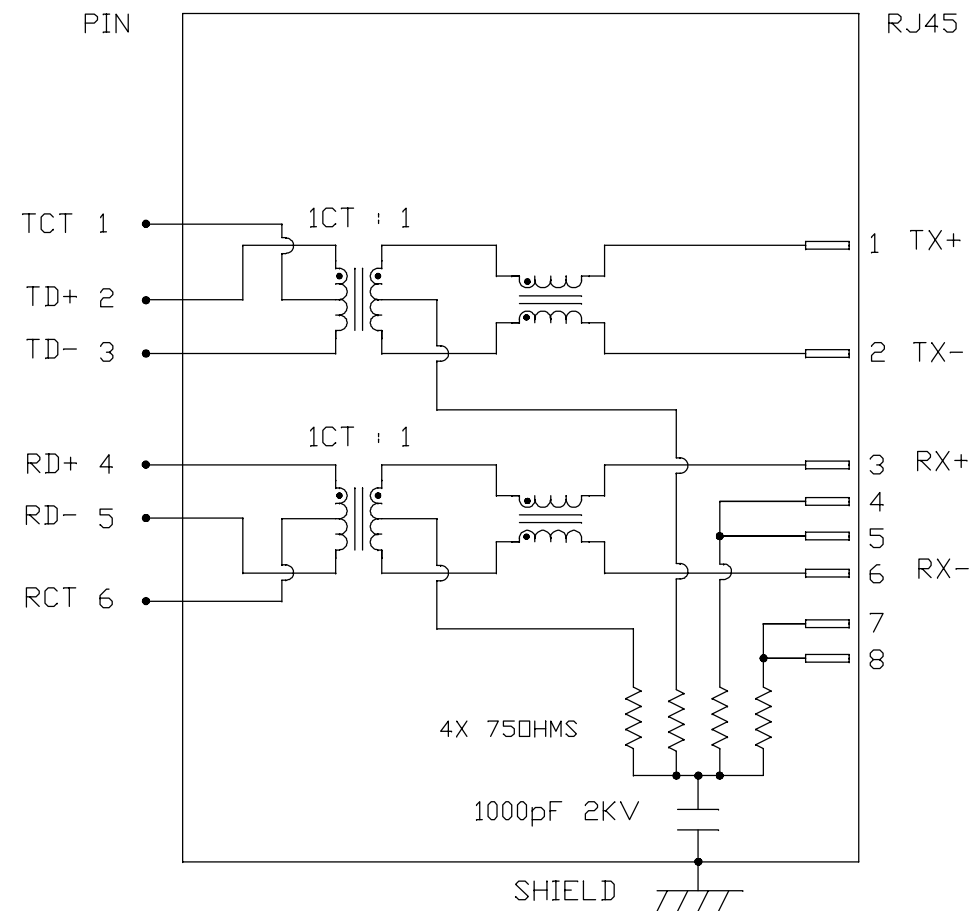 PIN
RJ45
TCT 1
1CT : 1
1 TX+
TD+ 2
TD- 3
2 TX-
1CT : 1
RD+ 4
3 RX+
4
RD- 5
5
6 RX-
RCT 6
7
8
4X 75OHMS
1000pF 2KV
SHIELD